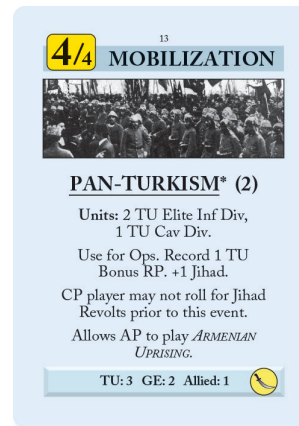 13
4/4 MOBILIZATION
PAN-TURKISM* (2)
Units: 2 TU Elite Inf Div,
1 TU Cav Div.
Use for Ops. Record 1 TU
Bonus RP. +1 Jihad.
CP player may not roll for Jihad
Revolts prior to this event.
Allows AP to play ARMENIAN
UPRISING.
TU: 3 GE: 2 Allied: 1